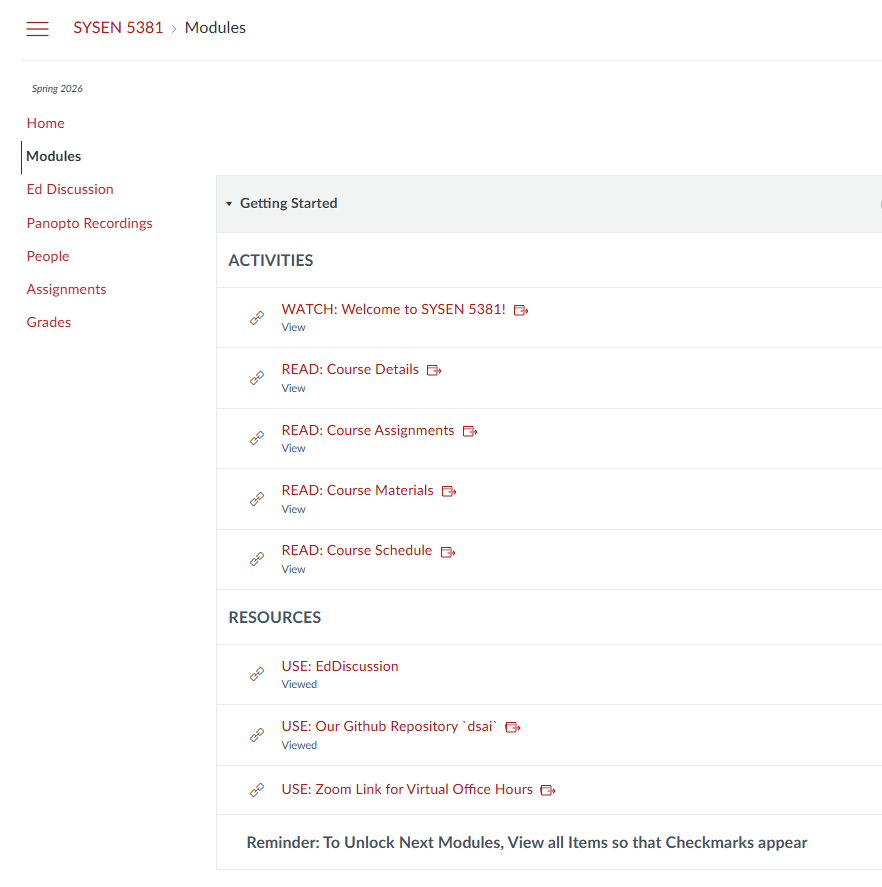 SYSEN 5381 > Modules
Spring 2026
Home
Modules
Ed Discussion
Panopto Recordings
People
Assignments
Grades
Getting Started
ACTIVITIES
WATCH: Welcome to SYSEN 5381!
View
READ: Course Details
View
READ: Course Assignments
View
READ: Course Materials
View
READ: Course Schedule
View
RESOURCES
USE: EdDiscussion
Viewed
USE: Our Github Repository `dsai`
Viewed
USE: Zoom Link for Virtual Office Hours
Reminder: To Unlock Next Modules, View all Items so that Checkmarks appear